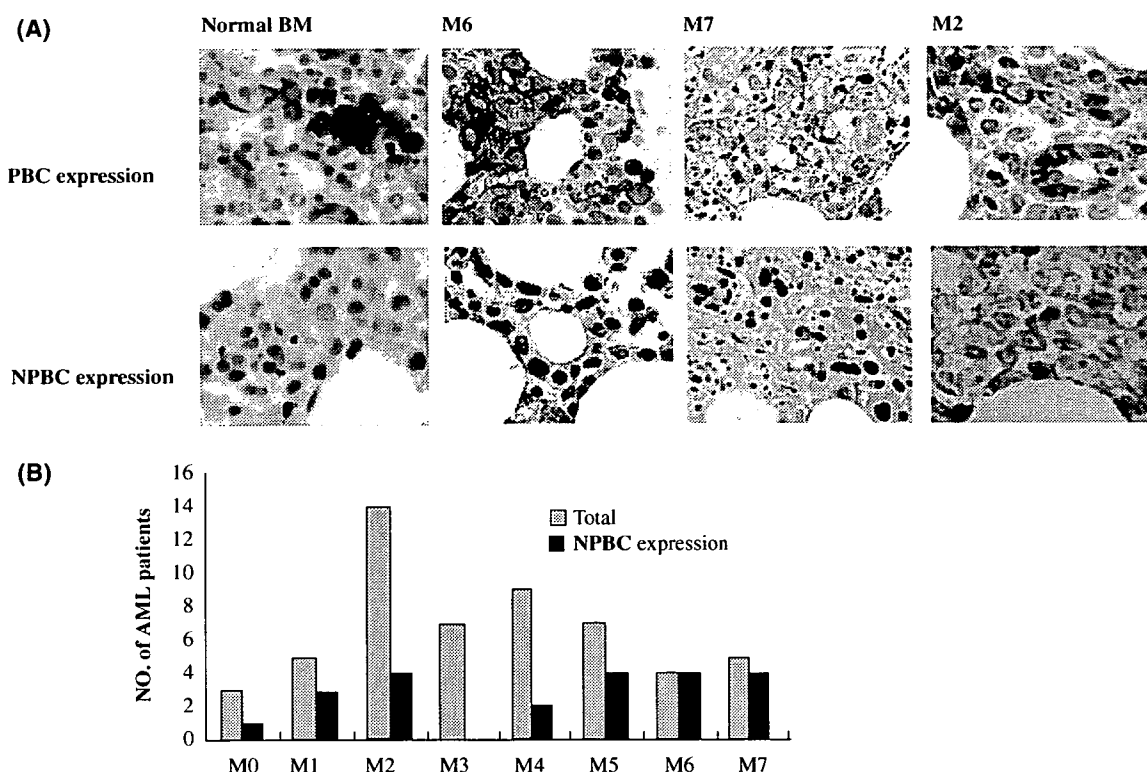 (A)
Normal BM
M6
M7
M2
PBC expression
NPBC expression
(B)
NO. of AML patients
16
14
12
10
8
6
4
2
0
Total
NPBC expression
M0
M1
M2
M3
M4
M5
M6
M7